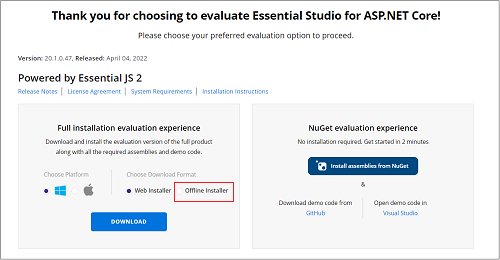 Thank you for choosing to evaluate Essential Studio for ASP.NET Core!
Please choose your preferred evaluation option to proceed.
Version: 20.1.0.47, Released: April 04, 2022
Powered by Essential JS 2
Release Notes | License Agreement | System Requirements | Installation Instructions
Full installation evaluation experience
Download and install the evaluation version of the full product
along with all the required assemblies and demo code.
Choose Platform
Choose Download Format
Web Installer
Offline Installer
DOWNLOAD
NuGet evaluation experience
No installation required. Get started in 2 minutes
Install assemblies from NuGet
&
Download demo code from
GitHub
Open demo code in
Visual Studio